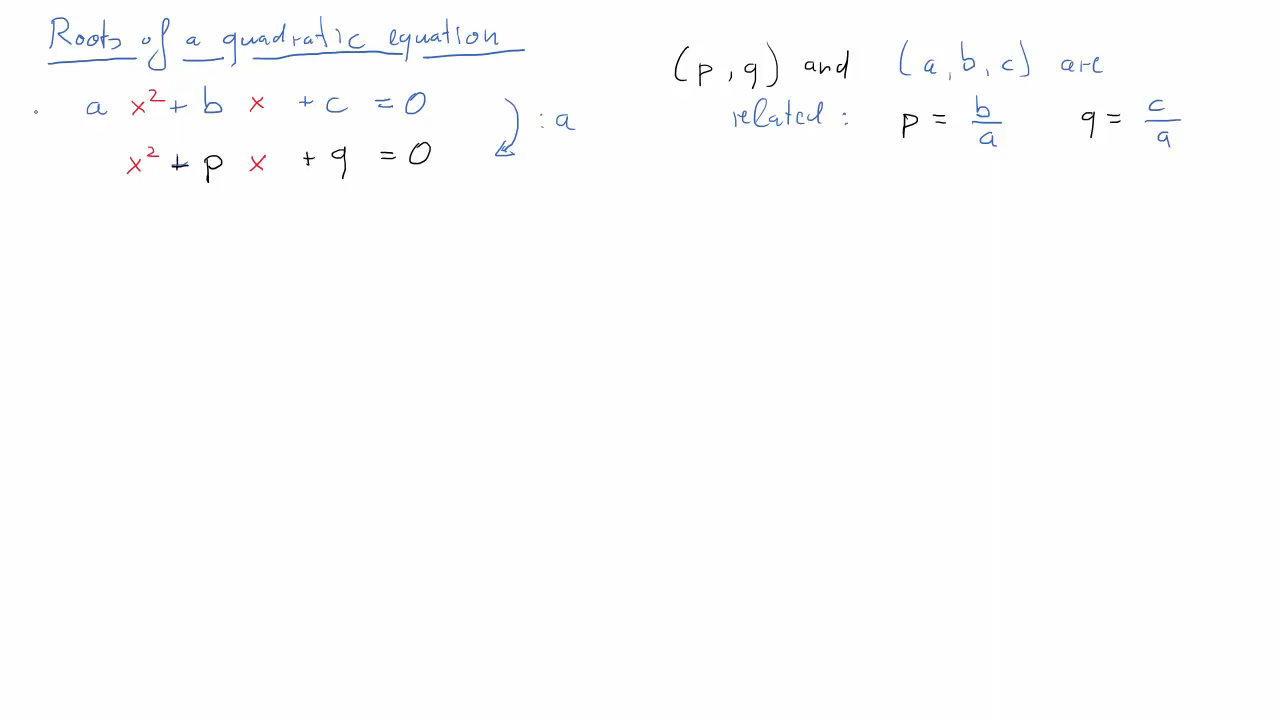 Roots of a quadratic equation
a x² + b x + c = 0
: a
x² + p x + q = 0
(p, q) and (a, b, c) are
related: p = b/a q = c/a